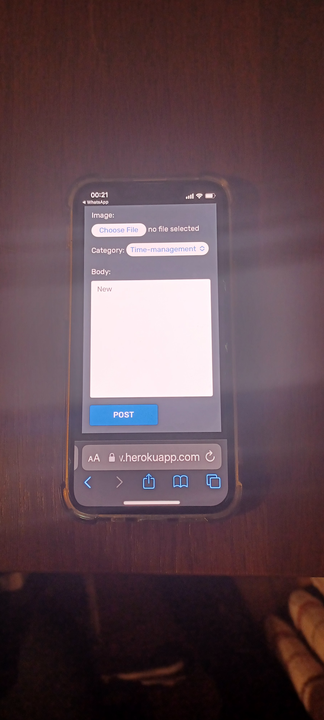 00:21
WhatsApp
Image:
Choose File no file selected
Category: Time-management
Body:
New
POST
AA .herokuapp.com